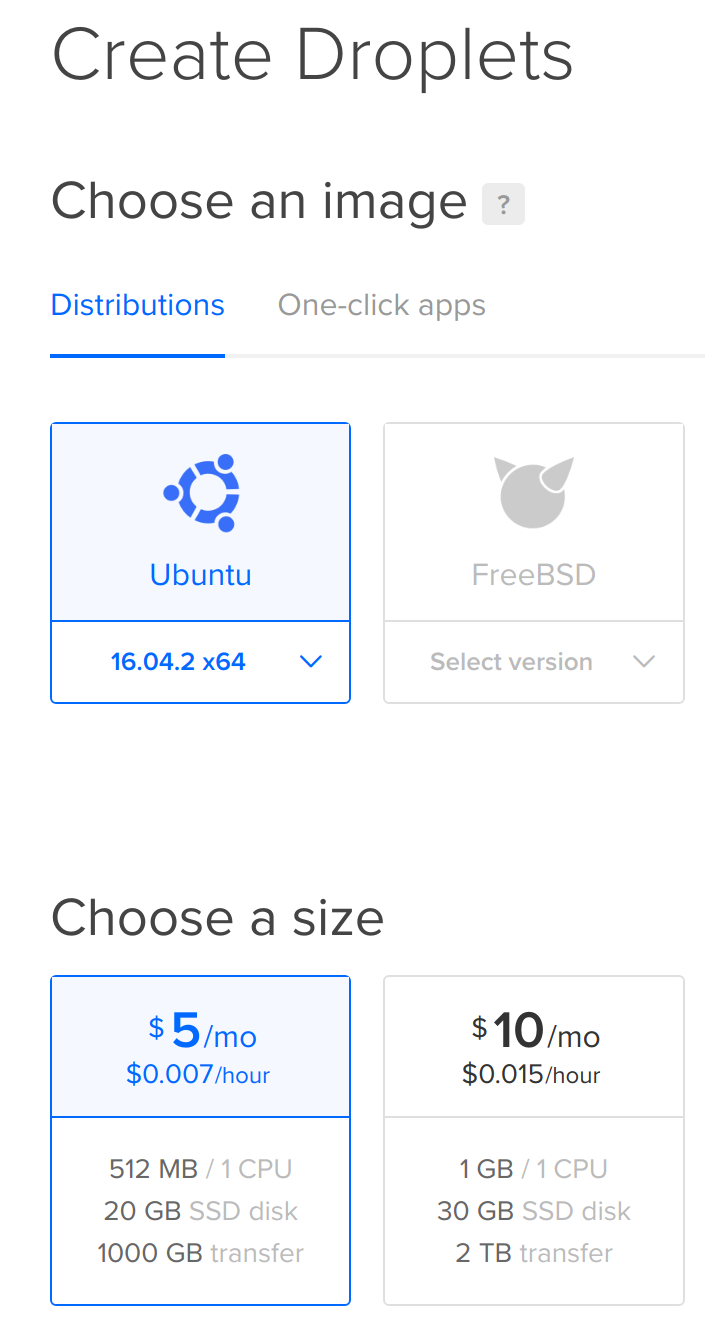 Create Droplets
Choose an image ?
Distributions One-click apps
Ubuntu
FreeBSD
16.04.2 x64
Select version
Choose a size
$5/mo
$0.007/hour
512 MB / 1 CPU
20 GB SSD disk
1000 GB transfer
$10/mo
$0.015/hour
1 GB / 1 CPU
30 GB SSD disk
2 TB transfer